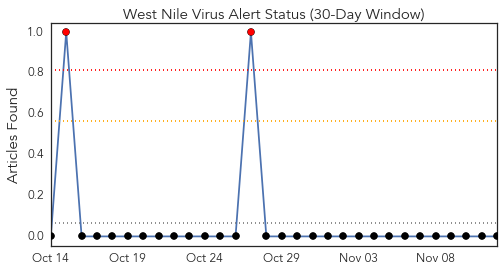 West Nile Virus Alert Status (30-Day Window)
Articles Found
1.0
0.8
0.6
0.4
0.2
0.0
Oct 14 Oct 19 Oct 24 Oct 29 Nov 03 Nov 08